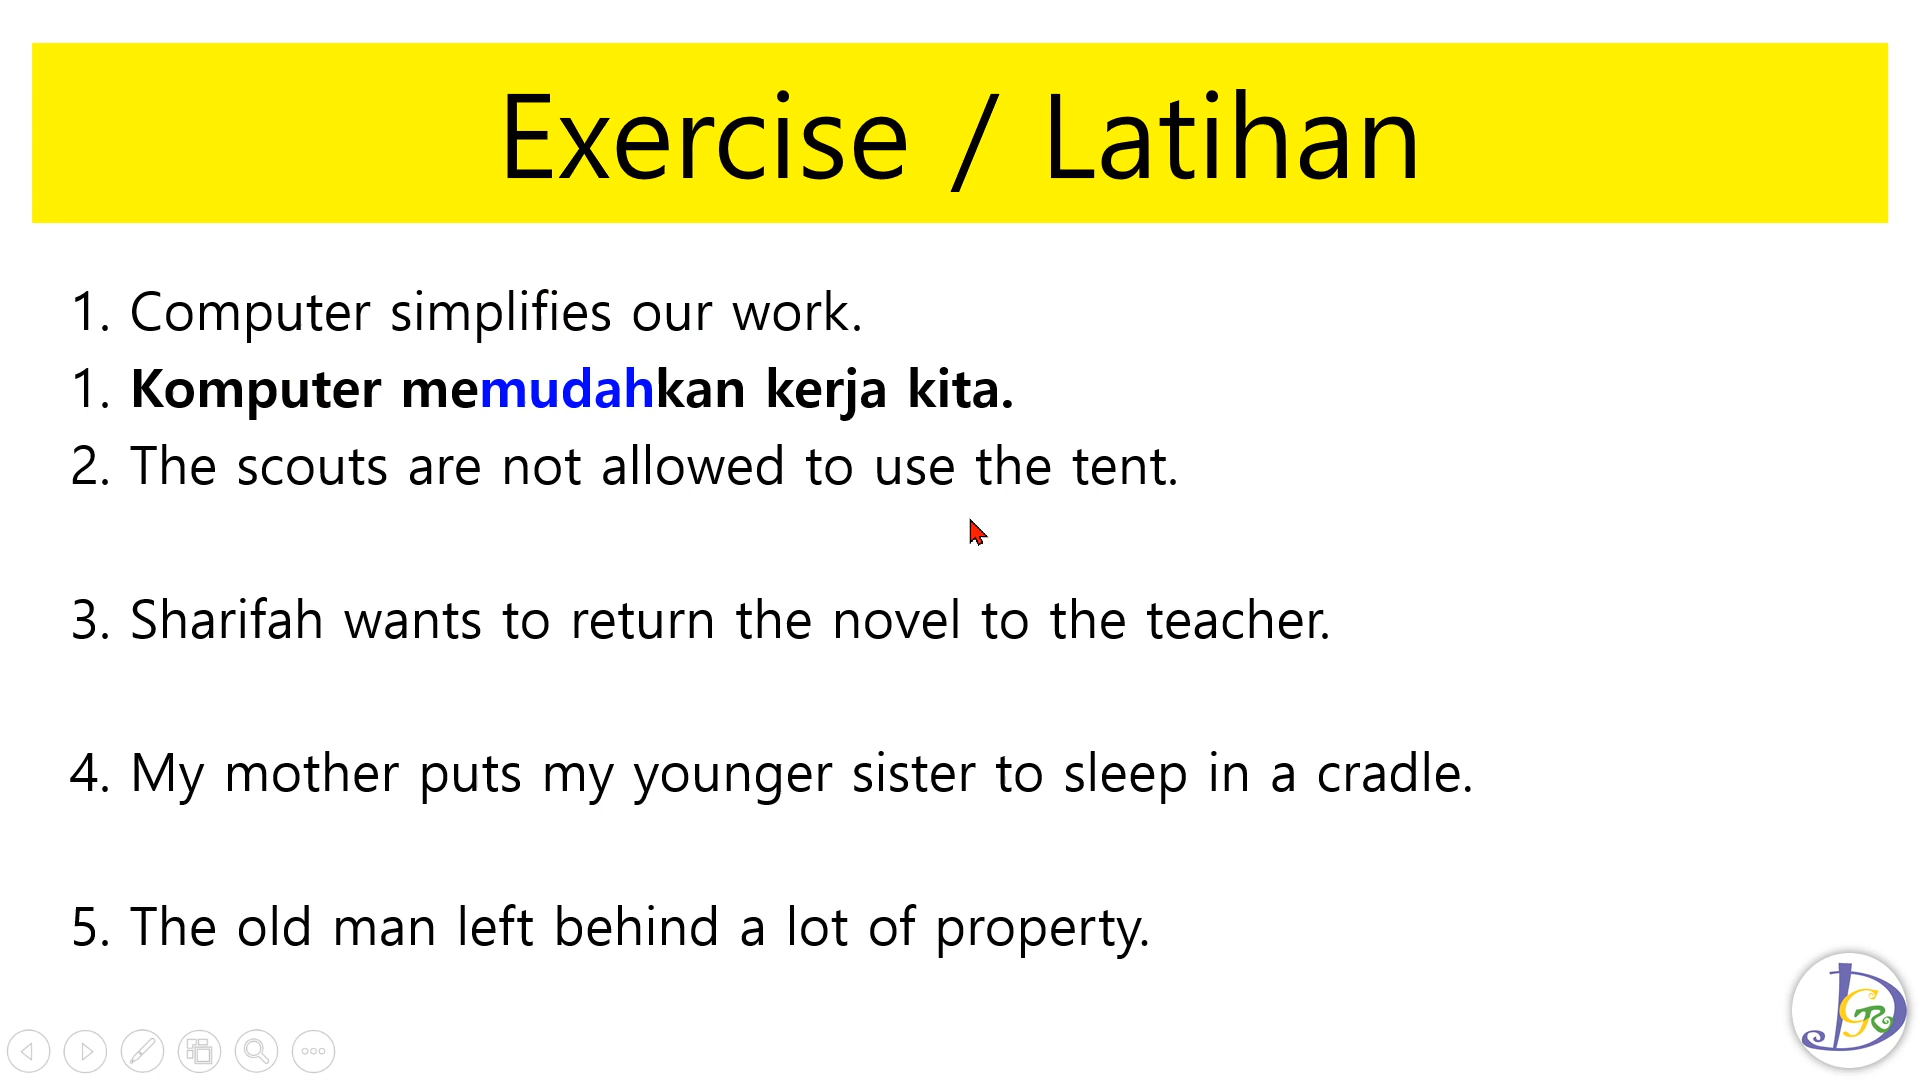 Exercise / Latihan
1. Computer simplifies our work.
1. Komputer memudahkan kerja kita.
2. The scouts are not allowed to use the tent.
3. Sharifah wants to return the novel to the teacher.
4. My mother puts my younger sister to sleep in a cradle.
5. The old man left behind a lot of property.
DGR